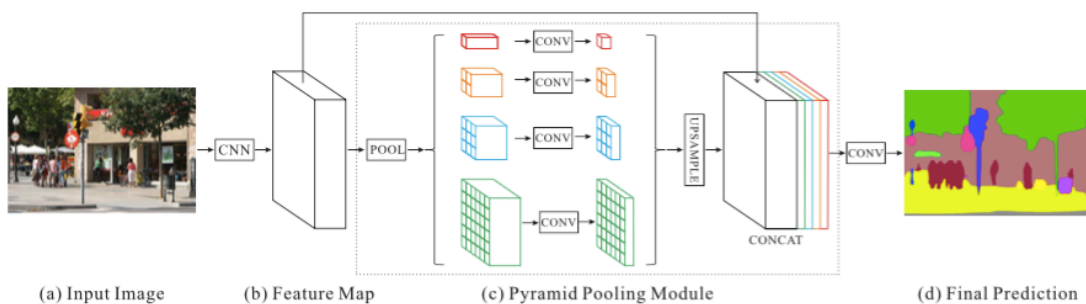 CNN
POOL
CONV
CONV
CONV
CONV
UPSAMPLE
CONCAT
CONV
(a) Input Image
(b) Feature Map
(c) Pyramid Pooling Module
(d) Final Prediction